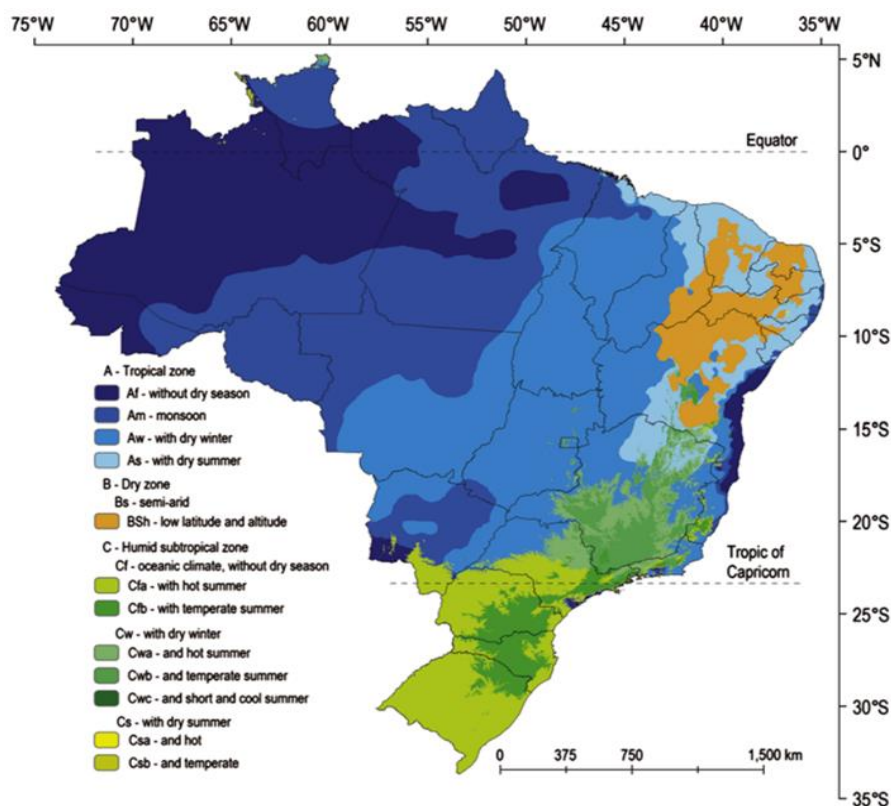 75°W 70°W 65°W 60°W 55°W 50°W 45°W 40°W 35°W
5°N
Equator
0°
5°S
10°S
A - Tropical zone
Af - without dry season
Am - monsoon
Aw - with dry winter
As - with dry summer
15°S
B - Dry zone
Bs - semi-arid
BSh - low latitude and altitude
20°S
C - Humid subtropical zone
Cf - oceanic climate, without dry season
Cfa - with hot summer
Cfb - with temperate summer
Tropic of
Capricorn
25°S
Cw - with dry winter
Cwa - and hot summer
Cwb - and temperate summer
Cwc - and short and cool summer
30°S
Cs - with dry summer
Csa - and hot
Csb - and temperate
0 375 750 1,500 km
35°S